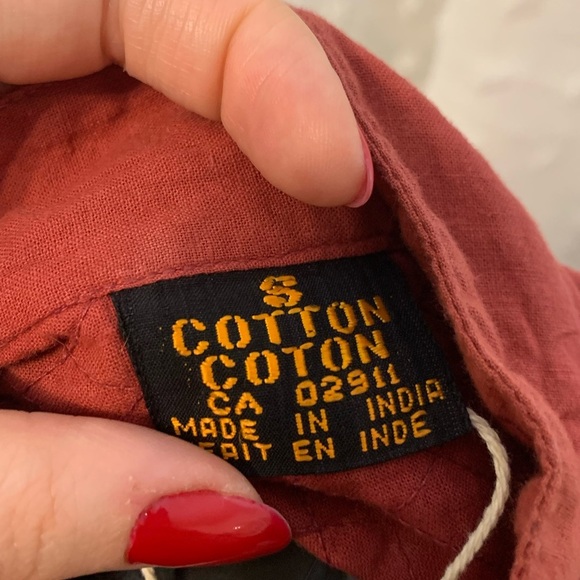 S
COTTON
COTON
CA 02911
MADE IN INDIA
FAIT EN INDE